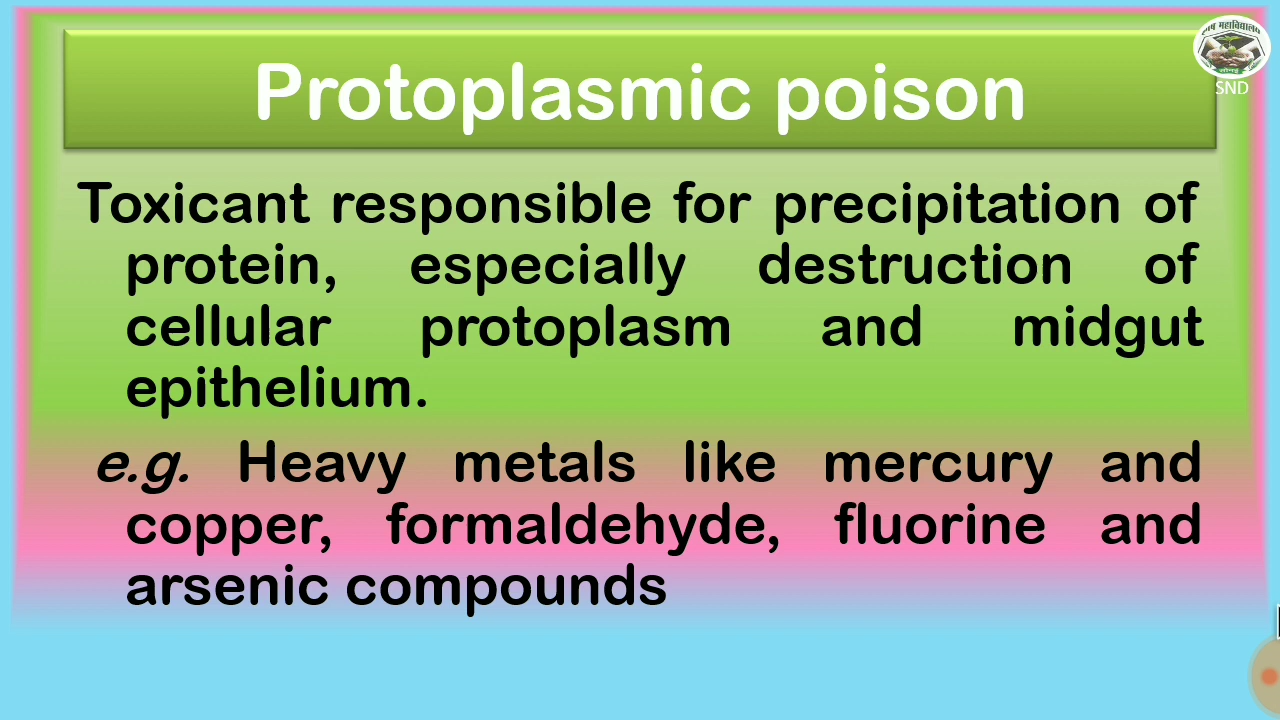 Protoplasmic poison
SND
Toxicant responsible for precipitation of
protein, especially destruction of
cellular protoplasm and midgut
epithelium.
e.g. Heavy metals like mercury and
copper, formaldehyde, fluorine and
arsenic compounds